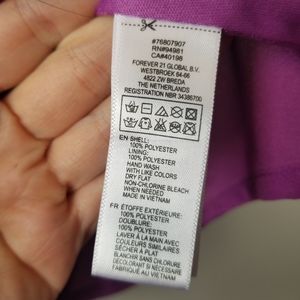 #76807907
RN#94981
CA#40198
FOREVER 21 GLOBAL B.V.
WESTBROEK 64-66
4822 ZW BREDA
THE NETHERLANDS
REGISTRATION NBR 34386700
EN SHELL:
100% POLYESTER
LINING:
100% POLYESTER
HAND WASH
WITH LIKE COLORS
DRY FLAT
NON-CHLORINE BLEACH
WHEN NEEDED
MADE IN VIETNAM
FR ÉTOFFE EXTÉRIEURE:
100% POLYESTER
DOUBLURE:
100% POLYESTER
LAVER À LA MAIN AVEC
COULEURS SIMILAIRES
SÉCHER À PLAT
BLANCHIR SANS CHLORURE
DÉCIDÉ NÉCESSAIRE
FABRIQUÉ AU VIETNAM